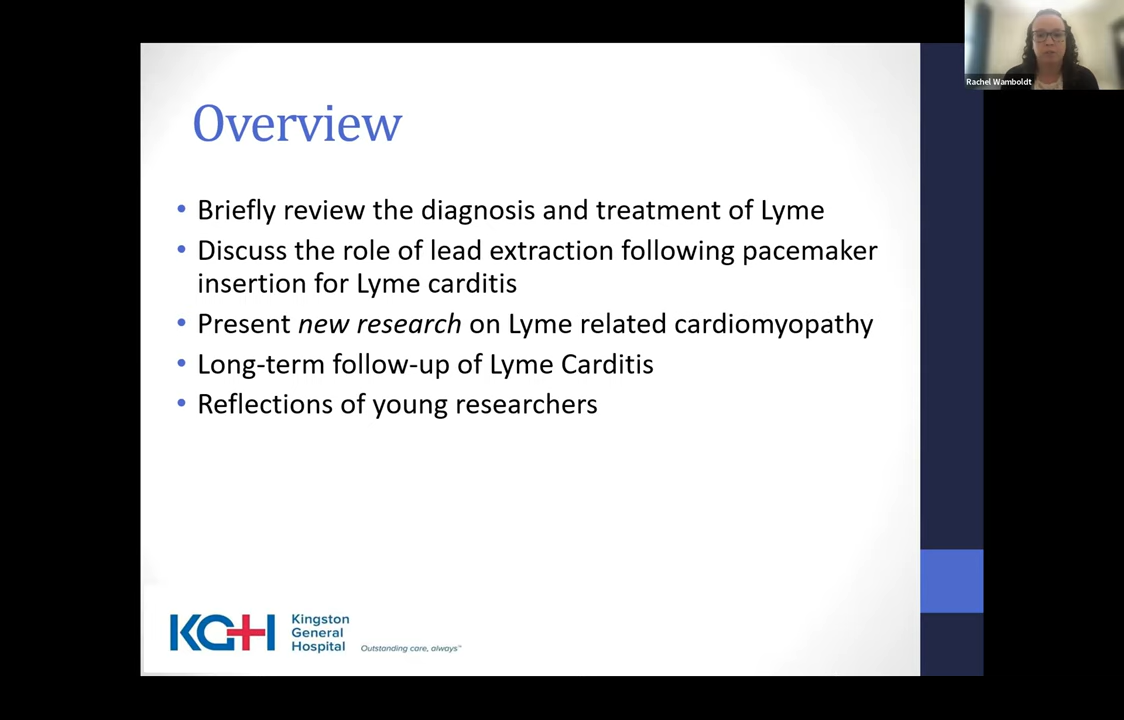 Rachel Wamboldt
Overview
• Briefly review the diagnosis and treatment of Lyme
• Discuss the role of lead extraction following pacemaker
insertion for Lyme carditis
• Present new research on Lyme related cardiomyopathy
• Long-term follow-up of Lyme Carditis
• Reflections of young researchers
KGH
Kingston
General
Hospital
Outstanding care, always™